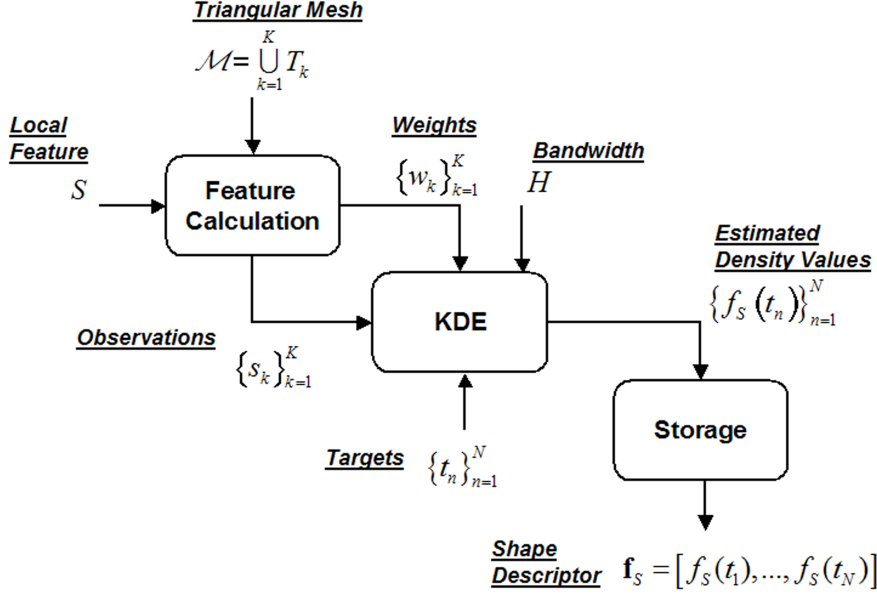 Triangular Mesh
ℳ = ⋃_{k=1}^{K} T_k
Local
Feature
S
Feature
Calculation
Weights
{w_k}_{k=1}^{K}
Bandwidth
H
Estimated
Density Values
{f_S (t_n)}_{n=1}^{N}
KDE
Observations
{s_k}_{k=1}^{K}
Targets
{t_n}_{n=1}^{N}
Storage
Shape
Descriptor
𝐟_S = [f_S(t_1),..., f_S(t_N)]